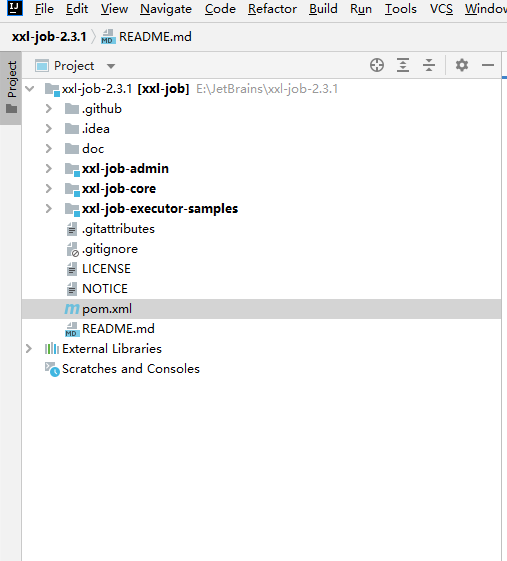 IJ File Edit View Navigate Code Refactor Build Run Tools VCS Window
xxl-job-2.3.1 MD README.md
Project
Project
xxl-job-2.3.1 [xxl-job] E:\JetBrains\xxl-job-2.3.1
.github
.idea
doc
xxl-job-admin
xxl-job-core
xxl-job-executor-samples
.gitattributes
.gitignore
LICENSE
NOTICE
m pom.xml
MD README.md
External Libraries
Scratches and Consoles